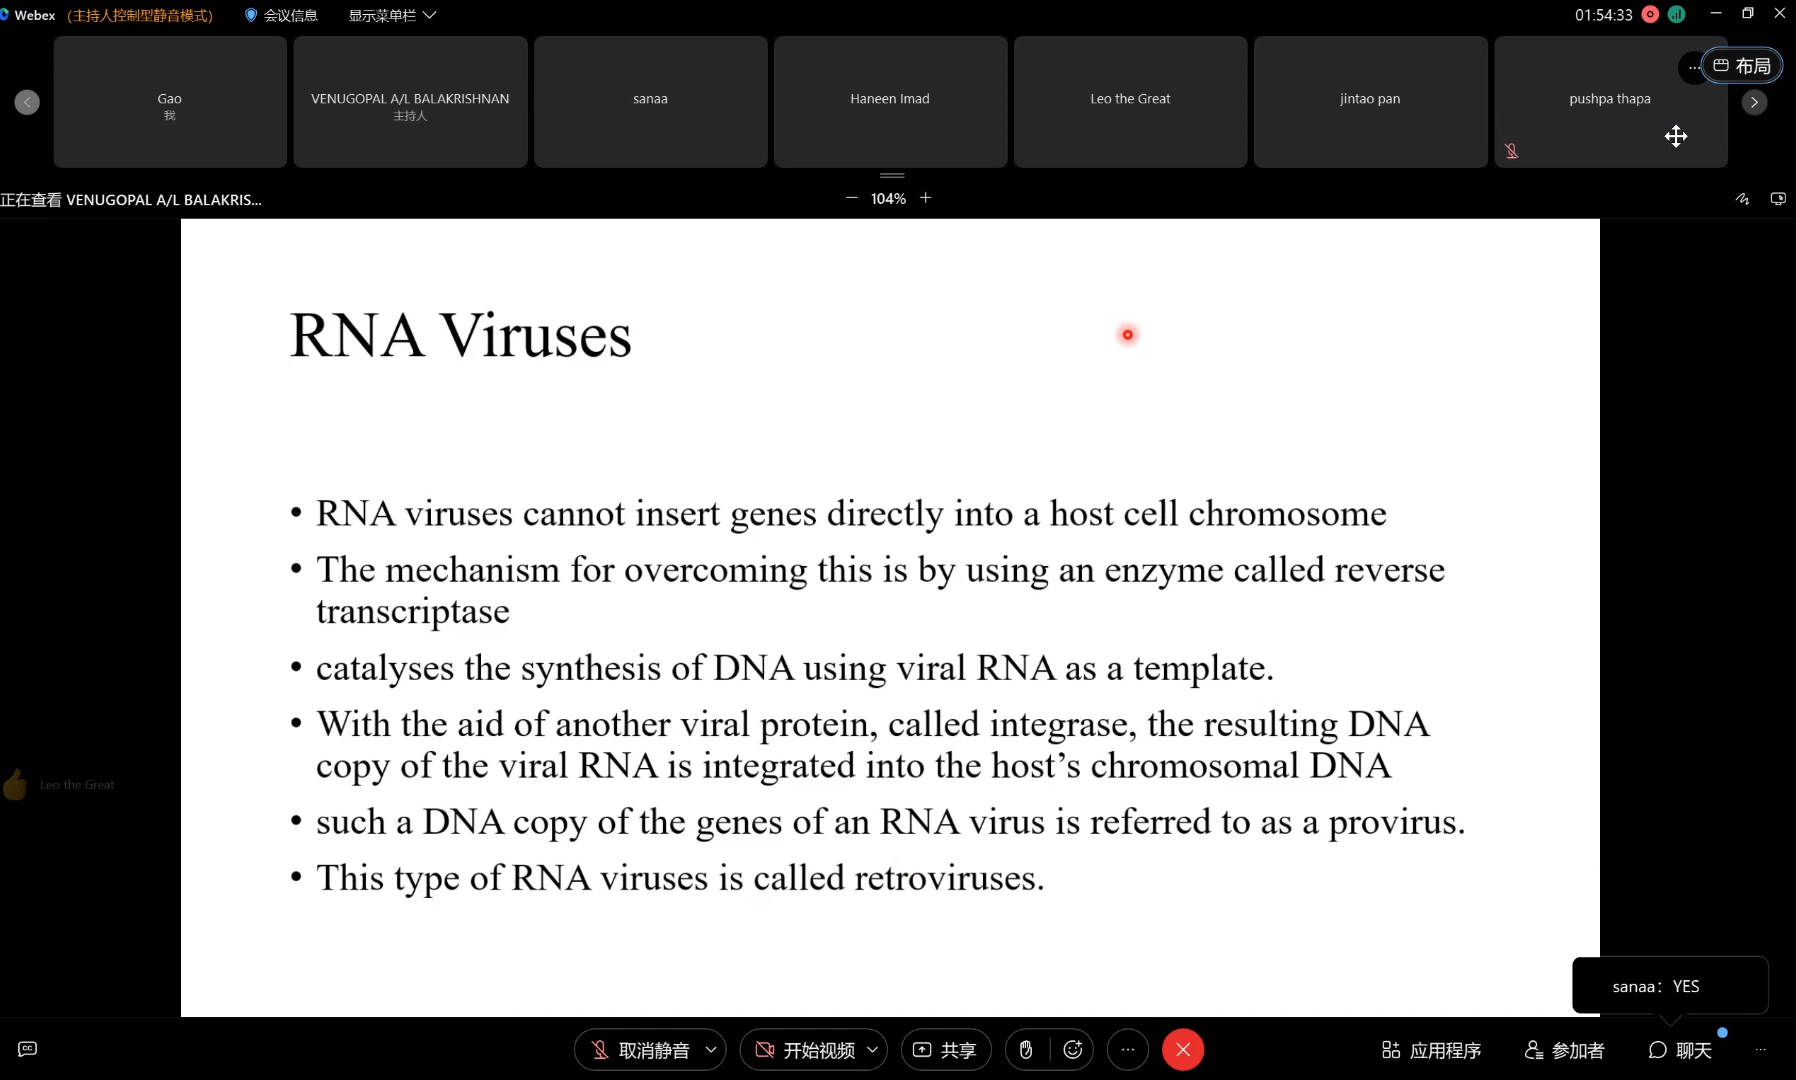 Webex (主持人控制型静音模式) 会议信息 显示菜单栏 01:54:33
布局
Gao
我
VENUGOPAL A/L BALAKRISHNAN
主持人
sanaa
Haneen Imad
Leo the Great
jintao pan
pushpa thapa
正在查看 VENUGOPAL A/L BALAKRIS...
104%
RNA Viruses
• RNA viruses cannot insert genes directly into a host cell chromosome
• The mechanism for overcoming this is by using an enzyme called reverse
transcriptase
• catalyses the synthesis of DNA using viral RNA as a template.
• With the aid of another viral protein, called integrase, the resulting DNA
copy of the viral RNA is integrated into the host’s chromosomal DNA
• such a DNA copy of the genes of an RNA virus is referred to as a provirus.
• This type of RNA viruses is called retroviruses.
Leo the Great
sanaa：YES
取消静音 开始视频 共享 应用程序 参加者 聊天